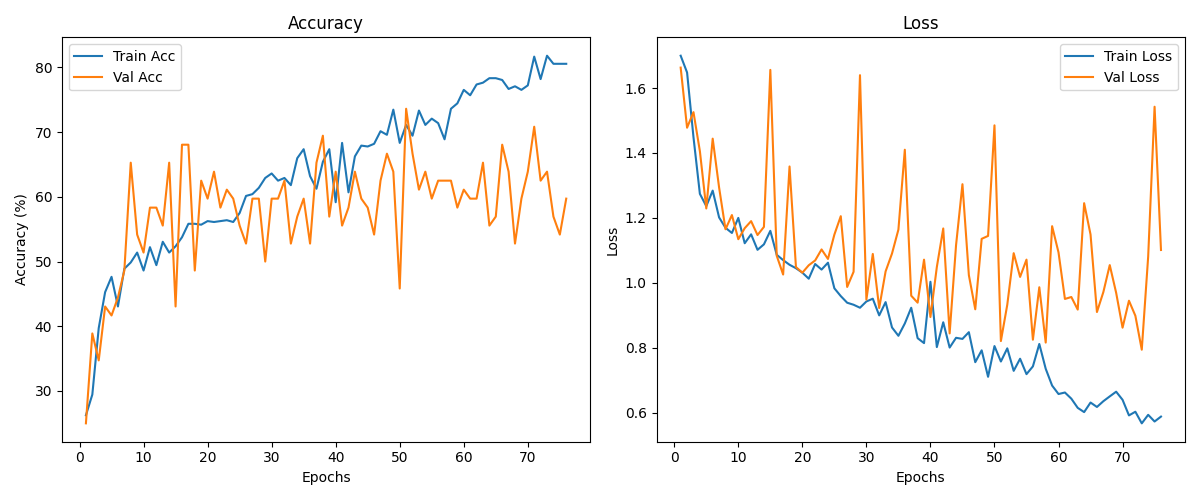 Accuracy
Train Acc
Val Acc
Accuracy (%)
80
70
60
50
40
30
0 10 20 30 40 50 60 70
Epochs
Loss
Train Loss
Val Loss
Loss
1.6
1.4
1.2
1.0
0.8
0.6
0 10 20 30 40 50 60 70
Epochs